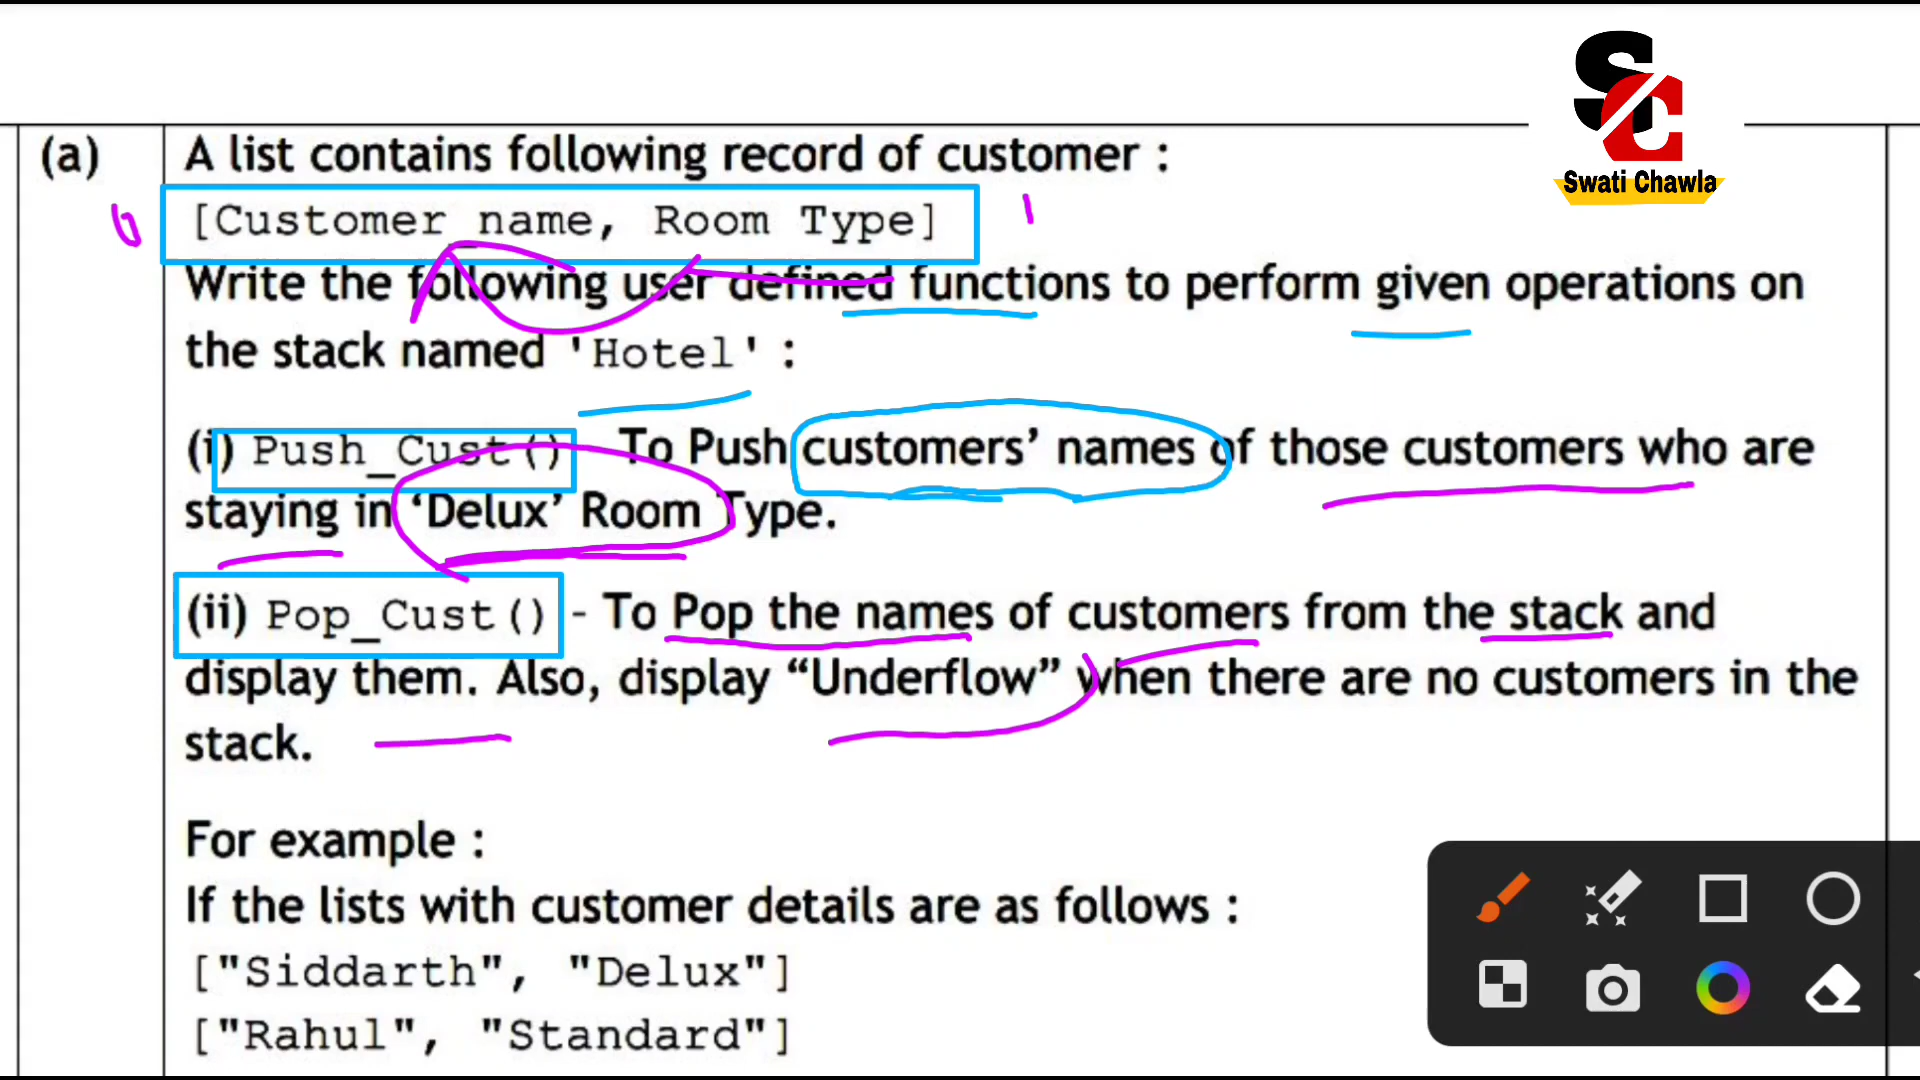 SC
Swati Chawla
(a) A list contains following record of customer :
[Customer_name, Room Type]
Write the following user defined functions to perform given operations on
the stack named 'Hotel' :
(i) Push_Cust() To Push customers’ names of those customers who are
staying in ‘Delux’ Room Type.
(ii) Pop_Cust() - To Pop the names of customers from the stack and
display them. Also, display “Underflow” when there are no customers in the
stack.
For example :
If the lists with customer details are as follows :
["Siddarth", "Delux"]
["Rahul", "Standard"]